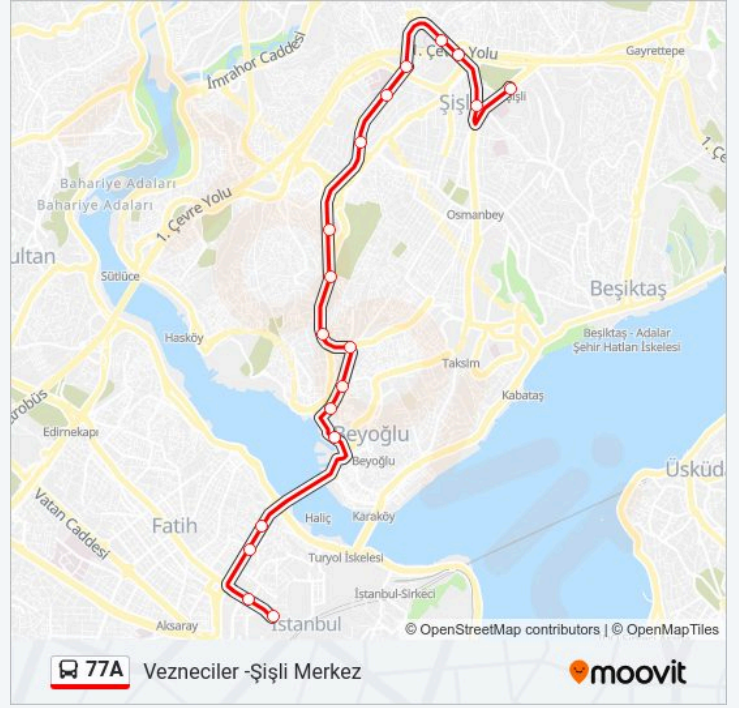 İmrahor Caddesi
1. Çevre Yolu
Gayrettepe
Şişli
1. Çe
Bahariye Adaları
Bahariye Adaları
1. Çevre Yolu
Osmanbey
ultan
Sütlüce
Beşiktaş
Hasköy
Beşiktaş - Adalar
Şehir Hatları İskelesi
Taksim
Kabataş
robüs
Edirnekapı
Beyoğlu
Beyoğlu
Üsküd
Vatan Caddesi
Fatih
Haliç
Karaköy
Turyol İskelesi
İstanbul-Sirkeci
Aksaray
İstanbul
© OpenStreetMap contributors | © OpenMapTiles
77A Vezneciler -Şişli Merkez
moovit